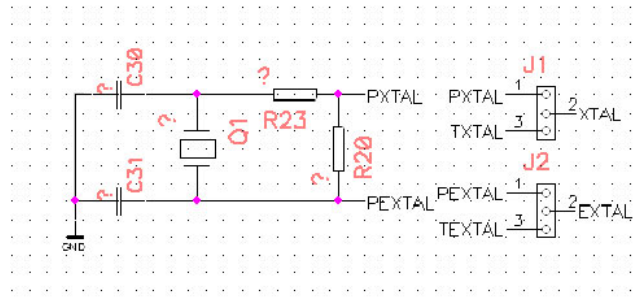 C30
?
?
R23
PXTAL
?
Q1
R20
?
C31
?
PEXTAL
GND
J1
PXTAL 1
2 XTAL
TXTAL 3
J2
PEXTAL 1
2 EXTAL
TEXTAL 3